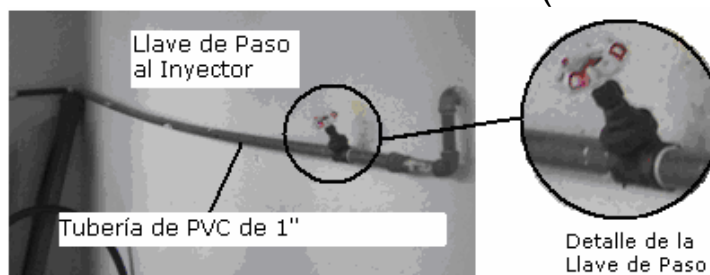 Llave de Paso
al Inyector
Tubería de PVC de 1"
Detalle de la
Llave de Paso